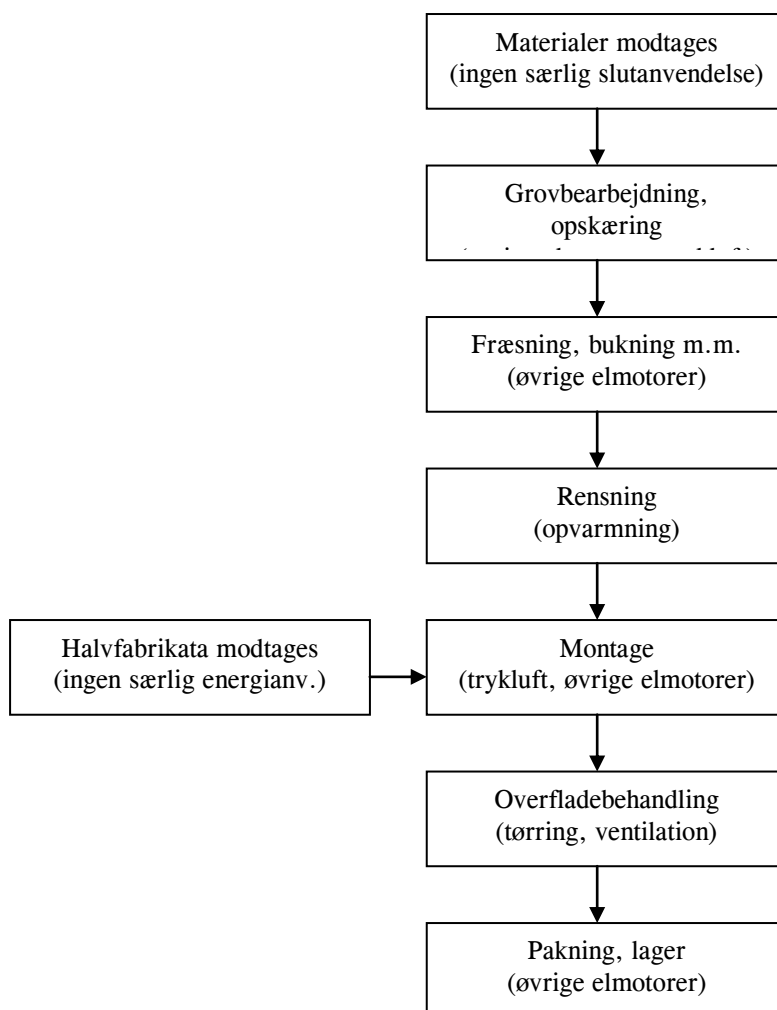 Materialer modtages
(ingen særlig slutanvendelse)
Grovbearbejdning,
opskæring
Fræsning, bukning m.m.
(øvrige elmotorer)
Rensning
(opvarmning)
Halvfabrikata modtages
(ingen særlig energianv.)
Montage
(trykluft, øvrige elmotorer)
Overfladebehandling
(tørring, ventilation)
Pakning, lager
(øvrige elmotorer)